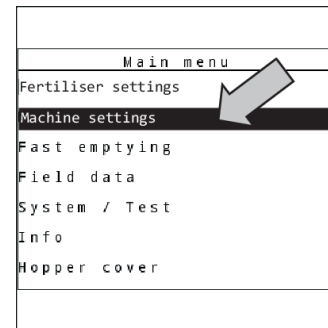 Main menu
Fertiliser settings
Machine settings
Fast emptying
Field data
System / Test
Info
Hopper cover